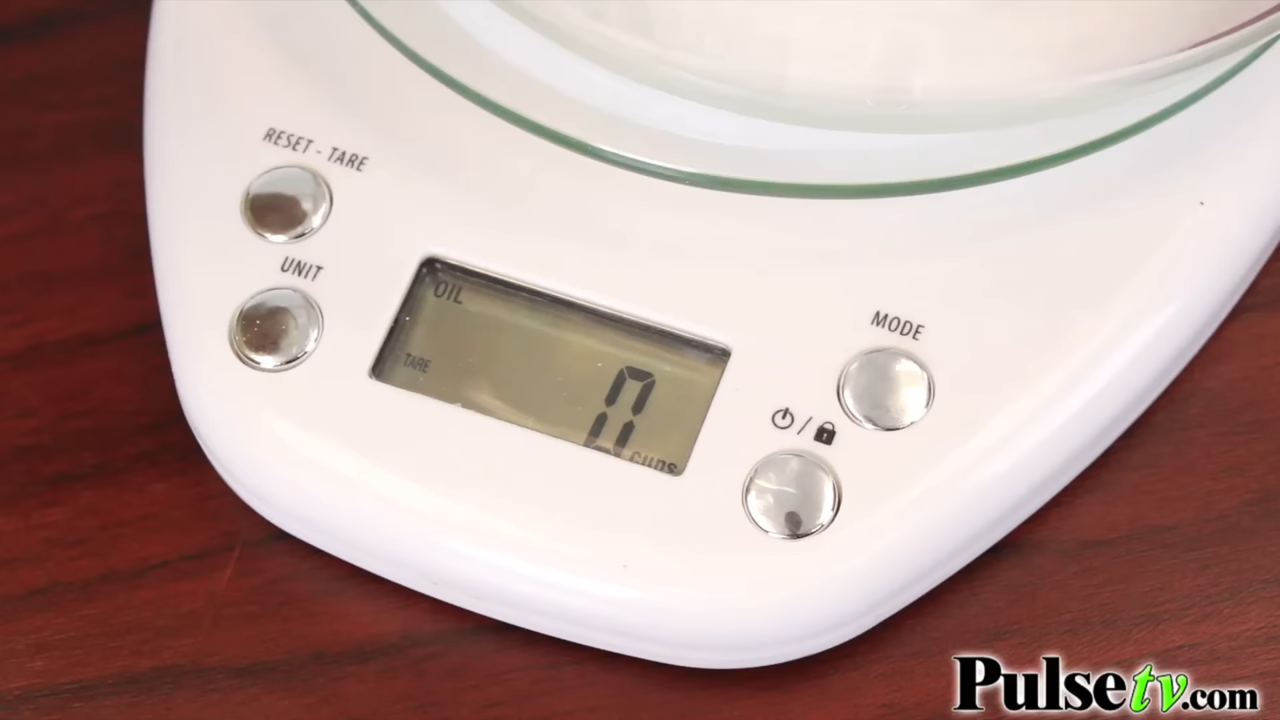 RESET - TARE
UNIT
OIL
TARE
0
cups
MODE
/
Pulsetv.com